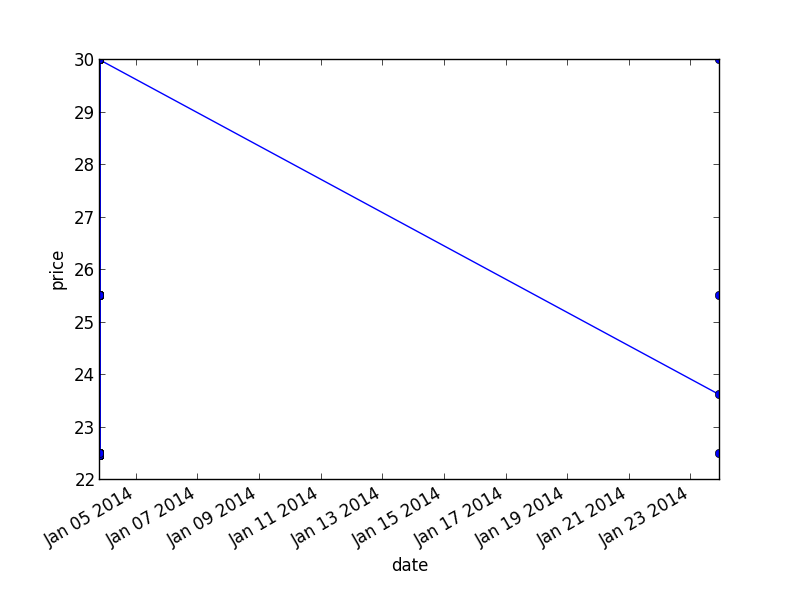 30
29
28
27
26
25
24
23
22
price
Jan 05 2014
Jan 07 2014
Jan 09 2014
Jan 11 2014
Jan 13 2014
Jan 15 2014
Jan 17 2014
Jan 19 2014
Jan 21 2014
Jan 23 2014
date